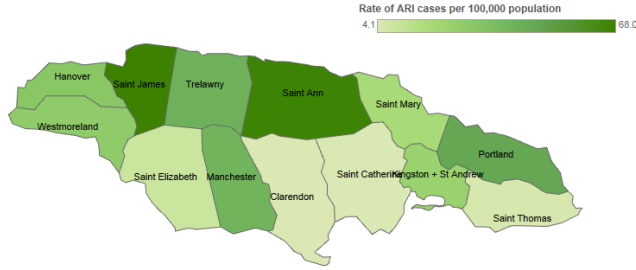 Rate of ARI cases per 100,000 population
4.1 68.0
Hanover
Saint James
Trelawny
Saint Ann
Saint Mary
Westmoreland
Portland
Saint Elizabeth
Manchester
Saint Catherine
Kingston + St Andrew
Clarendon
Saint Thomas